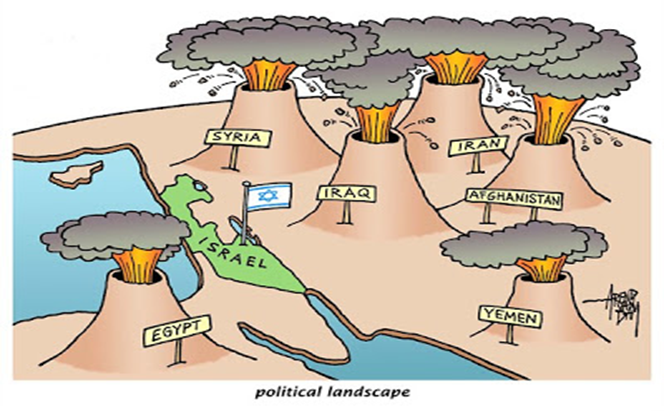 SYRIA
IRAN
IRAQ
AFGHANISTAN
ISRAEL
YEMEN
EGYPT
political landscape